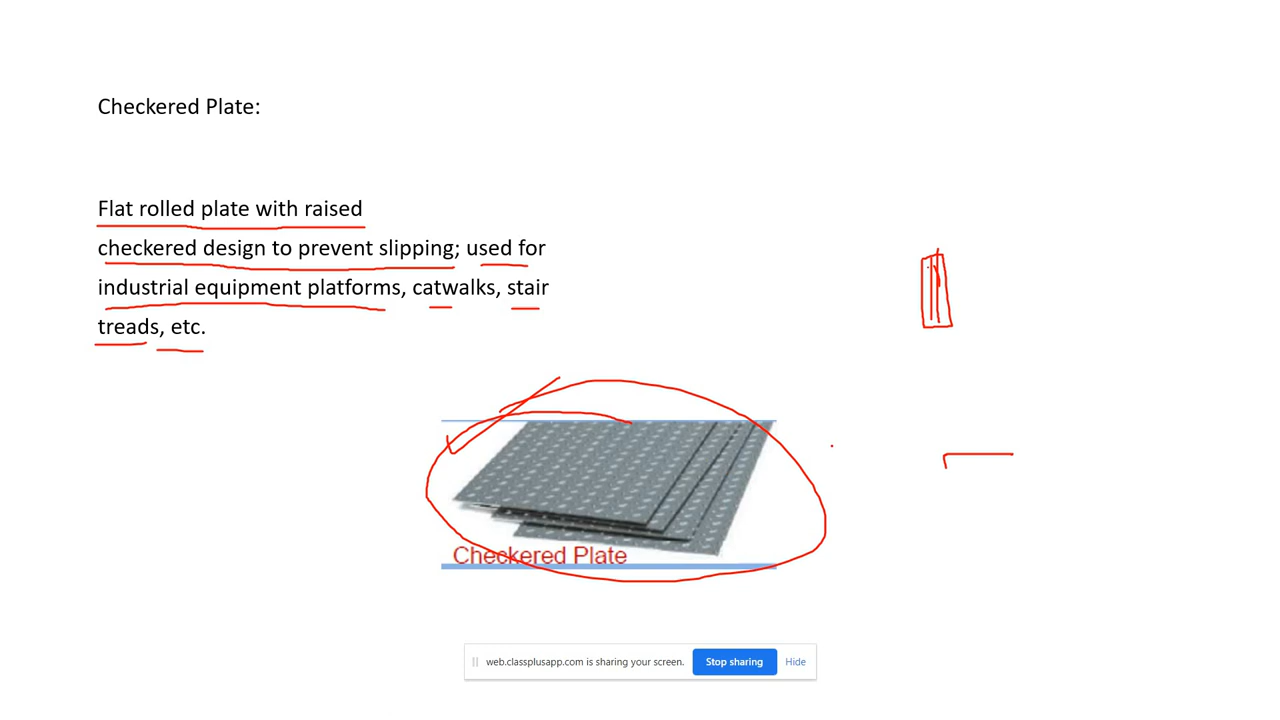 Checkered Plate:
Flat rolled plate with raised
checkered design to prevent slipping; used for
industrial equipment platforms, catwalks, stair
treads, etc.
Checkered Plate
web.classplusapp.com is sharing your screen. Stop sharing Hide